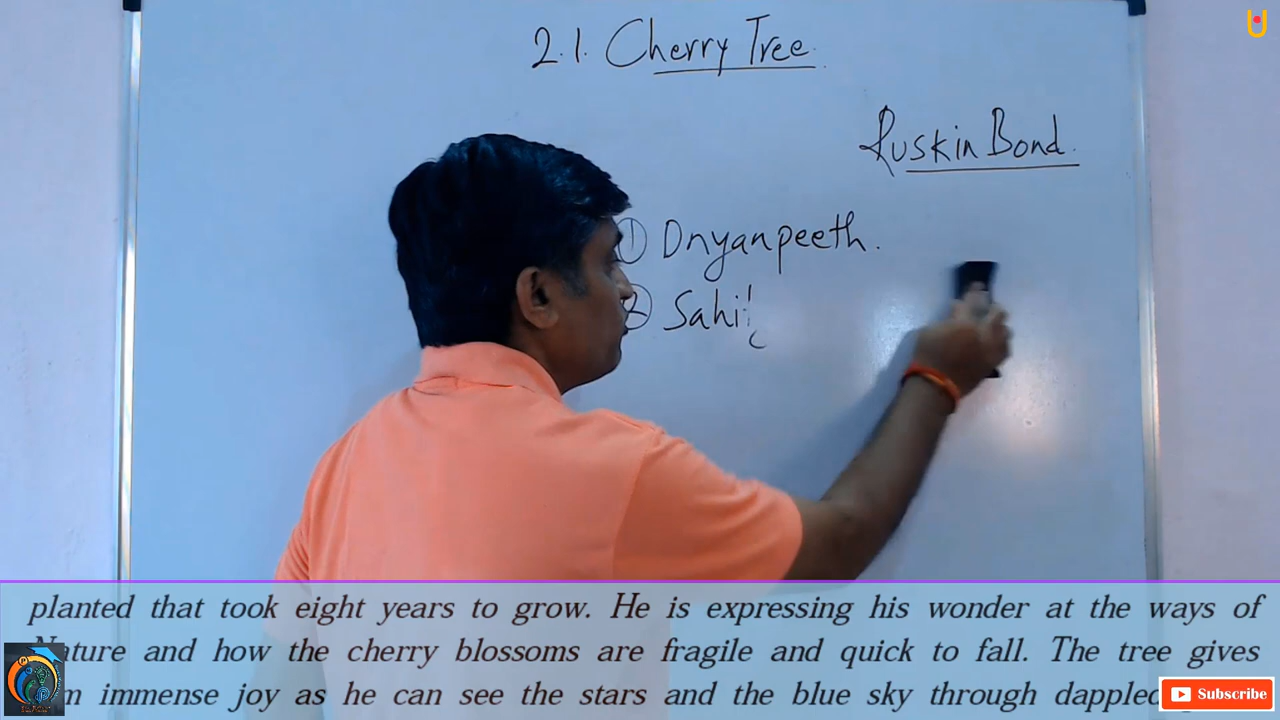 2.1. Cherry Tree.
Ruskin Bond.
① Dnyanpeeth.
② Sahi
planted that took eight years to grow. He is expressing his wonder at the ways of
Nature and how the cherry blossoms are fragile and quick to fall. The tree gives
immense joy as he can see the stars and the blue sky through dappled
Subscribe